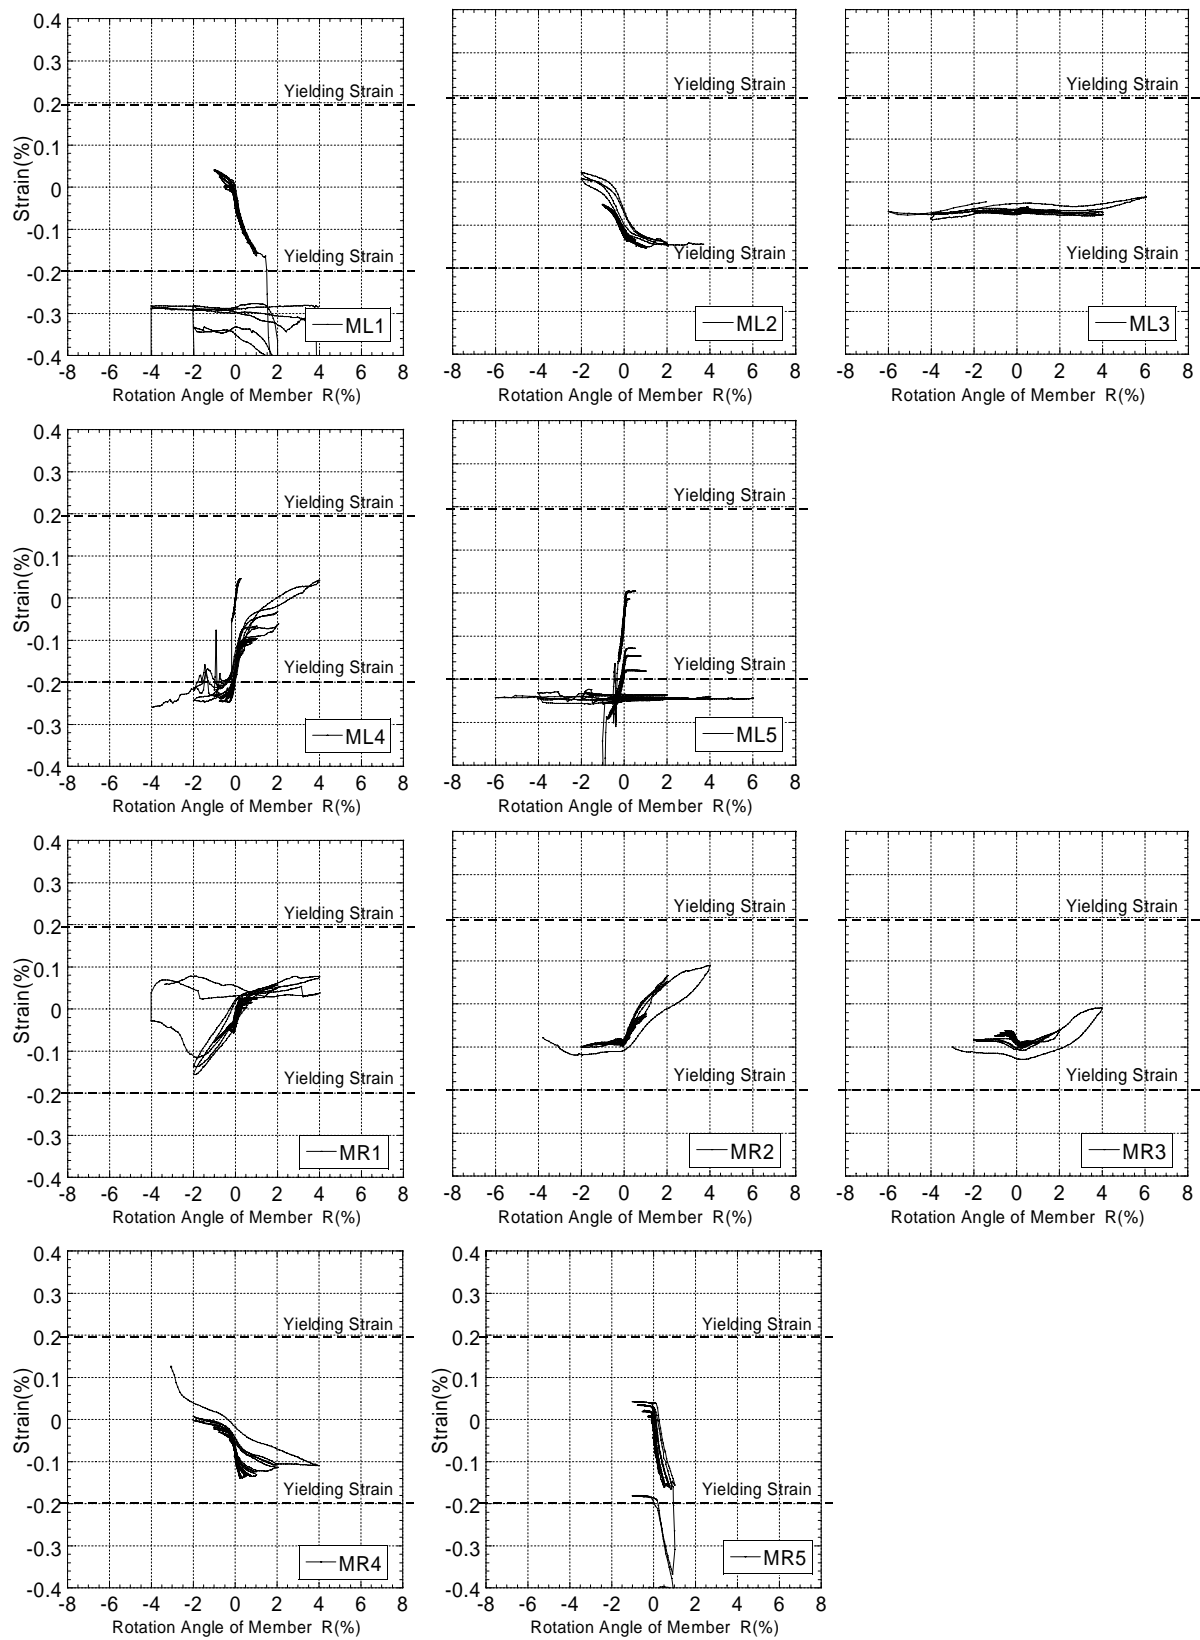 0.4
0.3
0.2
0.1
0
-0.1
-0.2
-0.3
-0.4
Strain(%)
Yielding Strain
Yielding Strain
ML1
-8 -6 -4 -2 0 2 4 6 8
Rotation Angle of Member R(%)
Yielding Strain
Yielding Strain
ML2
-8 -6 -4 -2 0 2 4 6 8
Rotation Angle of Member R(%)
Yielding Strain
Yielding Strain
ML3
-8 -6 -4 -2 0 2 4 6 8
Rotation Angle of Member R(%)
0.4
0.3
0.2
0.1
0
-0.1
-0.2
-0.3
-0.4
Strain(%)
Yielding Strain
Yielding Strain
ML4
-8 -6 -4 -2 0 2 4 6 8
Rotation Angle of Member R(%)
Yielding Strain
Yielding Strain
ML5
-8 -6 -4 -2 0 2 4 6 8
Rotation Angle of Member R(%)
0.4
0.3
0.2
0.1
0
-0.1
-0.2
-0.3
-0.4
Strain(%)
Yielding Strain
Yielding Strain
MR1
-8 -6 -4 -2 0 2 4 6 8
Rotation Angle of Member R(%)
Yielding Strain
Yielding Strain
MR2
-8 -6 -4 -2 0 2 4 6 8
Rotation Angle of Member R(%)
Yielding Strain
Yielding Strain
MR3
-8 -6 -4 -2 0 2 4 6 8
Rotation Angle of Member R(%)
0.4
0.3
0.2
0.1
0
-0.1
-0.2
-0.3
-0.4
Strain(%)
Yielding Strain
Yielding Strain
MR4
-8 -6 -4 -2 0 2 4 6 8
Rotation Angle of Member R(%)
0.4
0.3
0.2
0.1
0
-0.1
-0.2
-0.3
-0.4
Strain(%)
Yielding Strain
Yielding Strain
MR5
-8 -6 -4 -2 0 2 4 6 8
Rotation Angle of Member R(%)